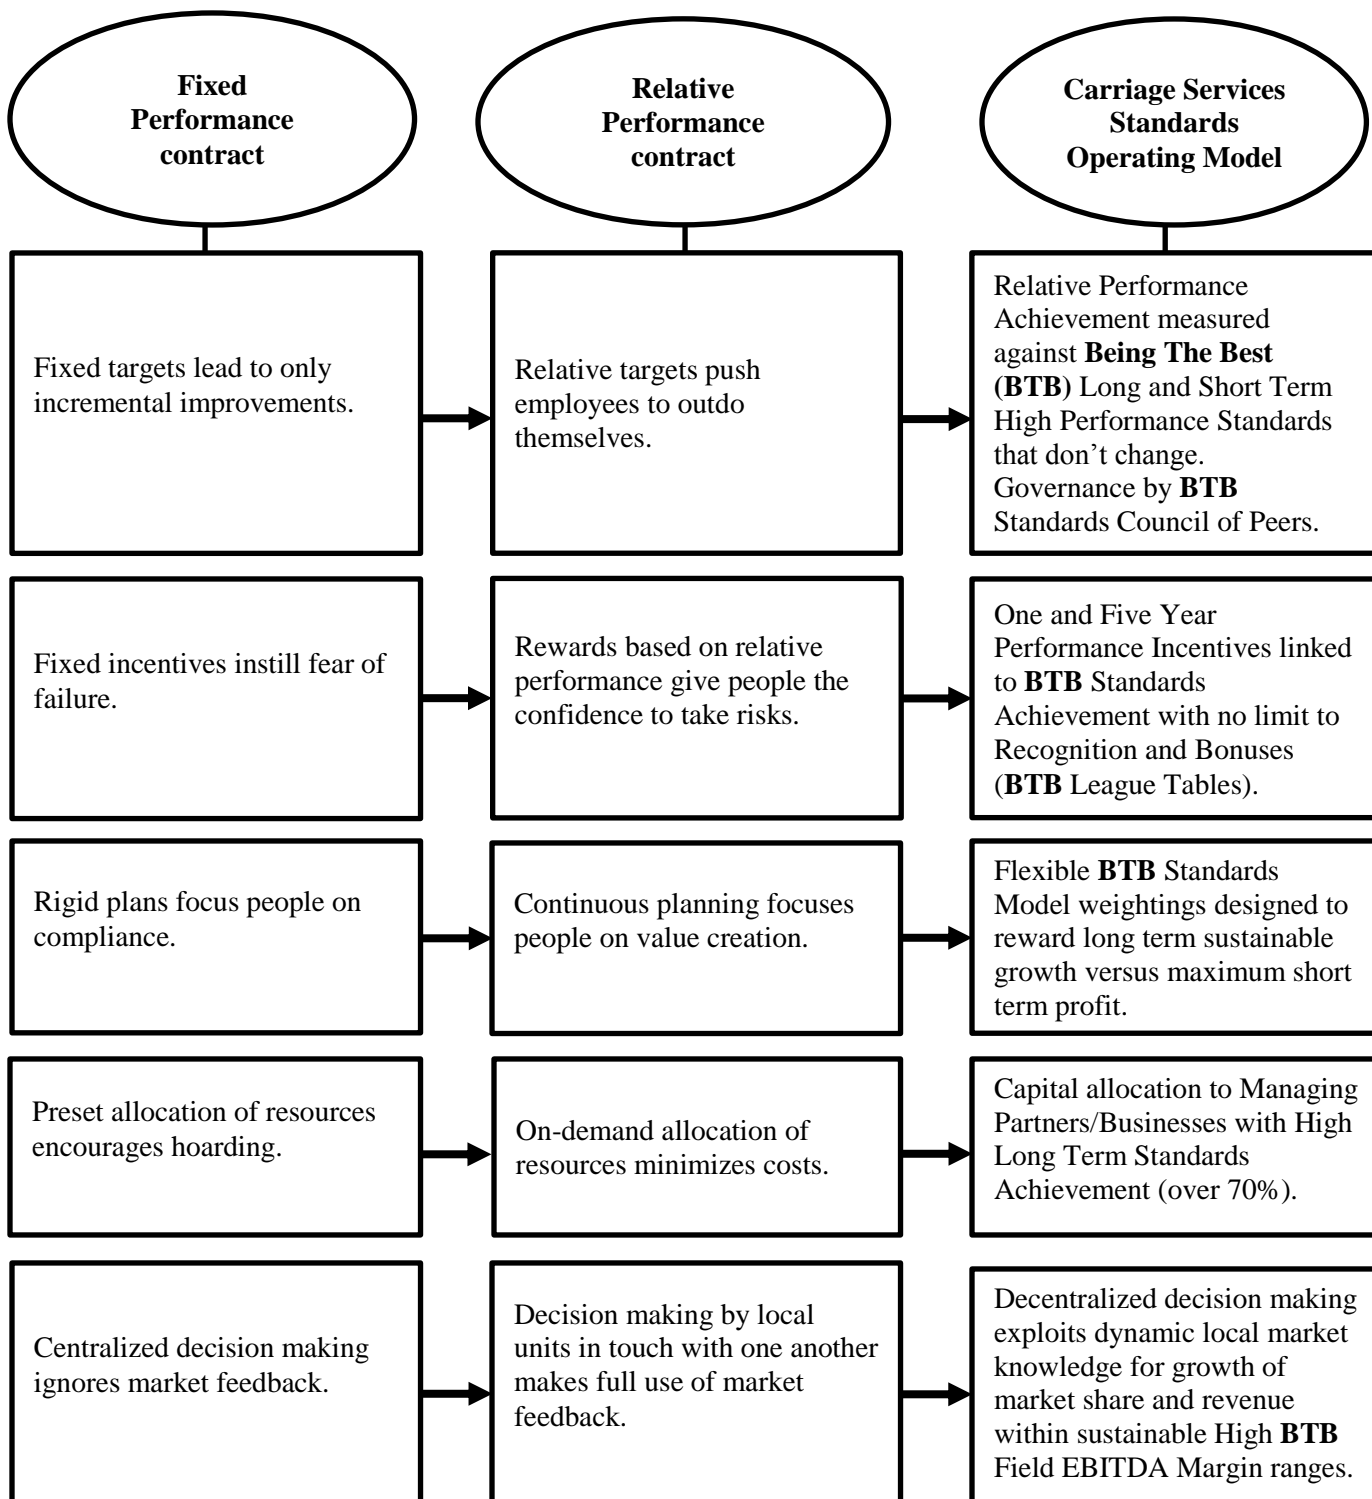 Fixed
Performance
contract
Relative
Performance
contract
Carriage Services
Standards
Operating Model
Fixed targets lead to only
incremental improvements.
Relative targets push
employees to outdo
themselves.
Relative Performance
Achievement measured
against Being The Best
(BTB) Long and Short Term
High Performance Standards
that don’t change.
Governance by BTB
Standards Council of Peers.
Fixed incentives instill fear of
failure.
Rewards based on relative
performance give people the
confidence to take risks.
One and Five Year
Performance Incentives linked
to BTB Standards
Achievement with no limit to
Recognition and Bonuses
(BTB League Tables).
Rigid plans focus people on
compliance.
Continuous planning focuses
people on value creation.
Flexible BTB Standards
Model weightings designed to
reward long term sustainable
growth versus maximum short
term profit.
Preset allocation of resources
encourages hoarding.
On-demand allocation of
resources minimizes costs.
Capital allocation to Managing
Partners/Businesses with High
Long Term Standards
Achievement (over 70%).
Centralized decision making
ignores market feedback.
Decision making by local
units in touch with one another
makes full use of market
feedback.
Decentralized decision making
exploits dynamic local market
knowledge for growth of
market share and revenue
within sustainable High BTB
Field EBITDA Margin ranges.